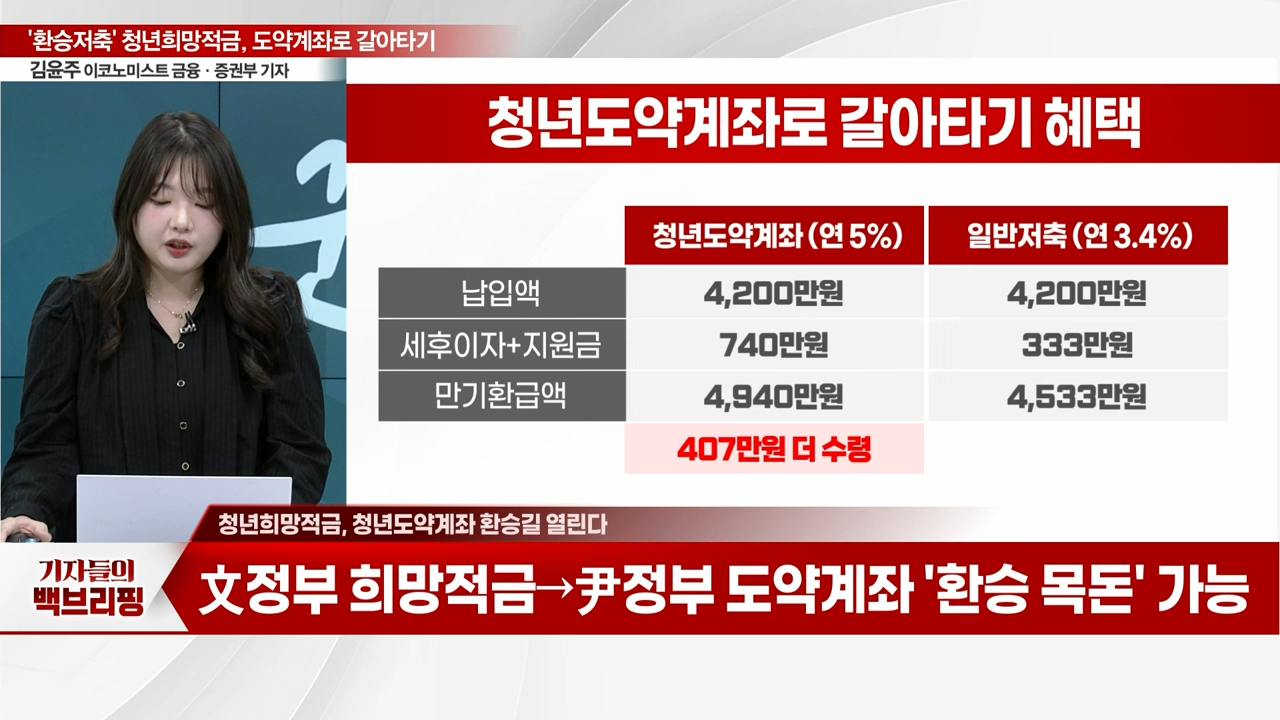 '환승저축' 청년희망적금, 도약계좌로 갈아타기
김윤주 이코노미스트 금융·증권부 기자
청년도약계좌로 갈아타기 혜택
청년도약계좌 (연 5%) 일반저축 (연 3.4%)
납입액 4,200만원 4,200만원
세후이자+지원금 740만원 333만원
만기환급액 4,940만원 4,533만원
407만원 더 수령
청년희망적금, 청년도약계좌 환승길 열린다
기자들의
백브리핑
文정부 희망적금→尹정부 도약계좌 '환승 목돈' 가능